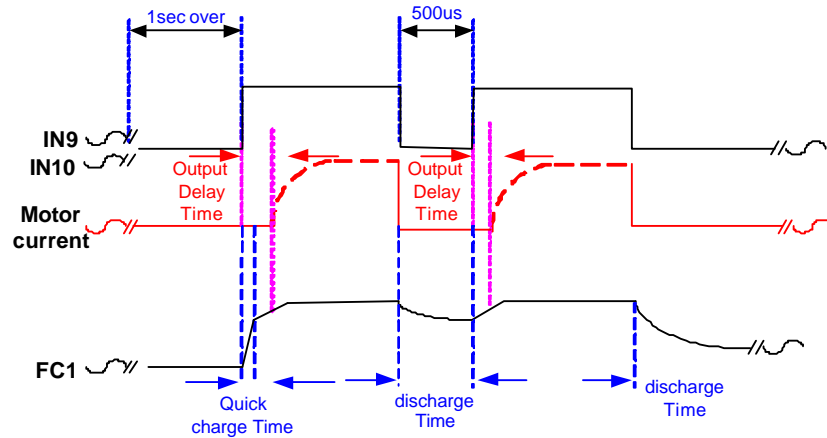 1sec over
500us
IN9
IN10
Output
Delay
Time
Output
Delay
Time
Motor
current
FC1
Quick
charge Time
discharge
Time
discharge
Time